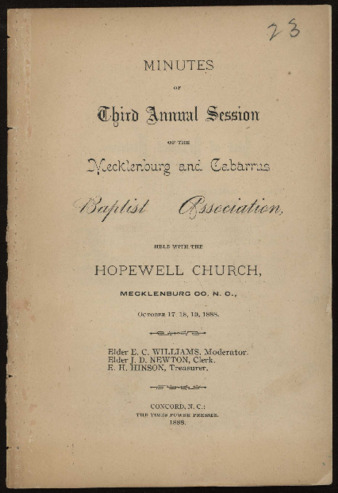 23
MINUTES
OF
Third Annual Session
OF THE
Mecklenburg and Cabarrus
Baptist Association,
HELD WITH THE
HOPEWELL CHURCH,
MECKLENBURG CO. N. C.,
OCTOBER 17, 18, 19, 1888.
Elder E. C. WILLIAMS, Moderator.
Elder J. D. NEWTON, Clerk.
E. H. HINSON, Treasurer.
CONCORD, N. C.:
THE TIMES POWER PRESSES.
1888.